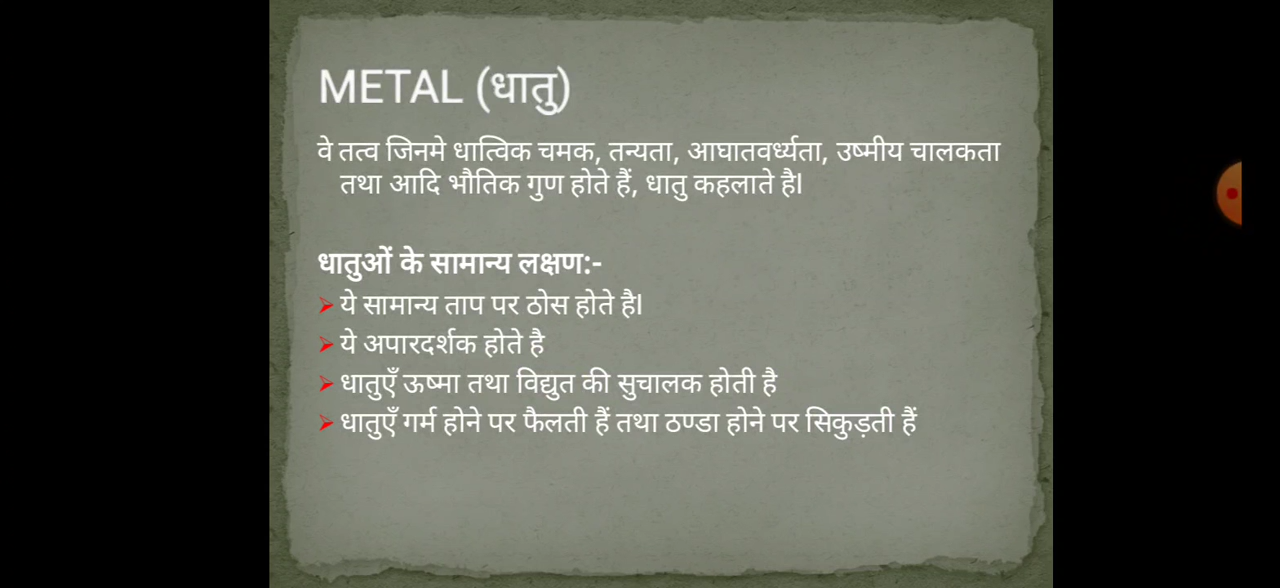 METAL (धातु)
वे तत्व जिनमे धात्विक चमक, तन्यता, आघातवर्ध्यता, उष्मीय चालकता
तथा आदि भौतिक गुण होते हैं, धातु कहलाते है।
धातुओं के सामान्य लक्षण:-
ये सामान्य ताप पर ठोस होते है।
ये अपारदर्शक होते है
धातुएँ ऊष्मा तथा विद्युत की सुचालक होती है
धातुएँ गर्म होने पर फैलती हैं तथा ठण्डा होने पर सिकुड़ती हैं